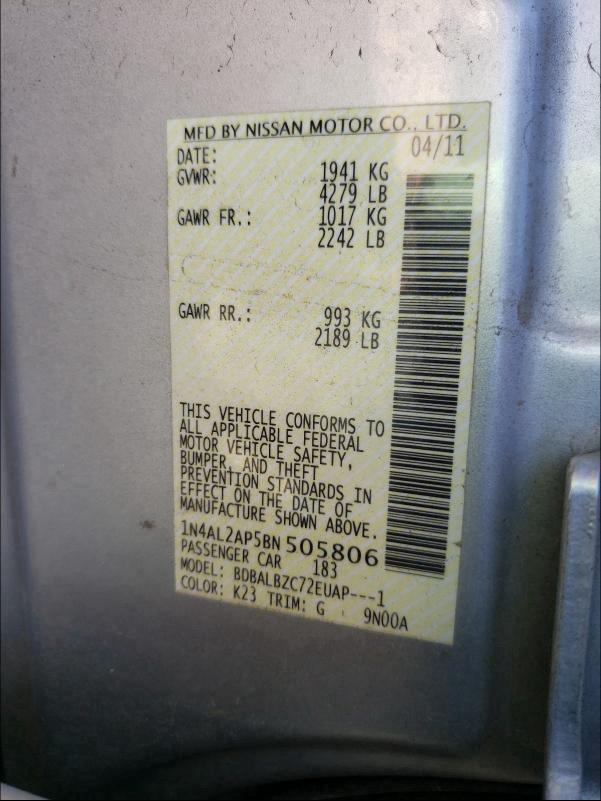 MFD BY NISSAN MOTOR CO., LTD.
DATE: 04/11
GVWR: 1941 KG
4279 LB
GAWR FR.: 1017 KG
2242 LB
GAWR RR.: 993 KG
2189 LB
THIS VEHICLE CONFORMS TO
ALL APPLICABLE FEDERAL
MOTOR VEHICLE SAFETY,
BUMPER, AND THEFT
PREVENTION STANDARDS IN
EFFECT ON THE DATE OF
MANUFACTURE SHOWN ABOVE.
1N4AL2AP5BN505806
PASSENGER CAR 183
MODEL: BDBALBZC72EUAP---1
COLOR: K23 TRIM: G 9N00A